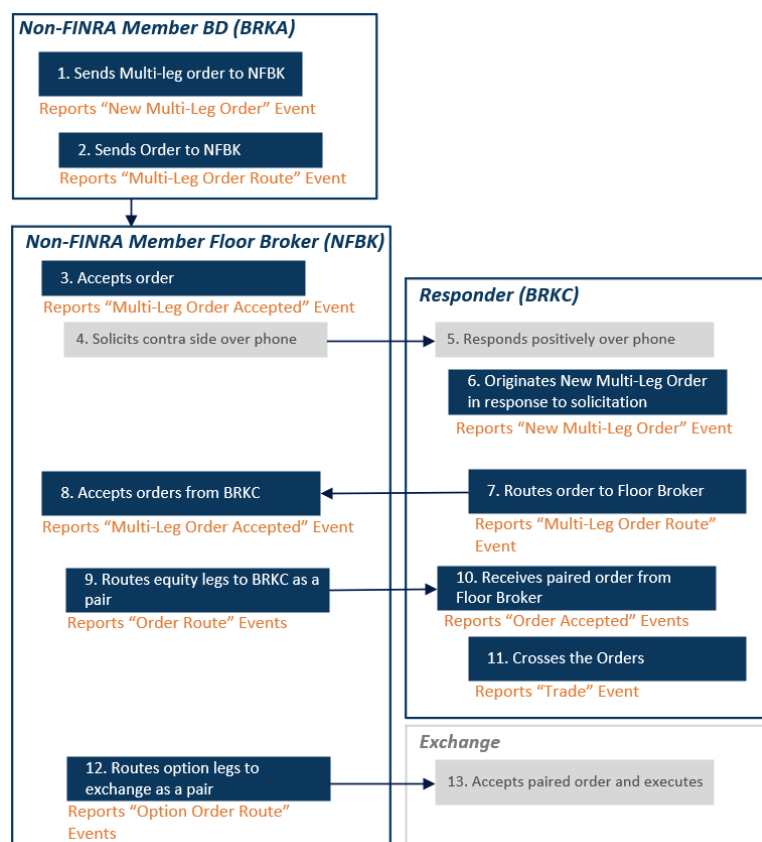 Non-FINRA Member BD (BRKA)
1. Sends Multi-leg order to NFBK
Reports “New Multi-Leg Order” Event
2. Sends Order to NFBK
Reports “Multi-Leg Order Route” Event
Non-FINRA Member Floor Broker (NFBK)
3. Accepts order
Reports “Multi-Leg Order Accepted” Event
Responder (BRKC)
4. Solicits contra side over phone
5. Responds positively over phone
6. Originates New Multi-Leg Order
in response to solicitation
Reports “New Multi-Leg Order” Event
7. Routes order to Floor Broker
Reports “Multi-Leg Order Route”
Event
8. Accepts orders from BRKC
Reports “Multi-Leg Order Accepted” Event
9. Routes equity legs to BRKC as a
pair
Reports “Order Route” Events
10. Receives paired order from
Floor Broker
Reports “Order Accepted” Events
11. Crosses the Orders
Reports “Trade” Event
Exchange
12. Routes option legs to
exchange as a pair
Reports “Option Order Route”
Events
13. Accepts paired order and executes